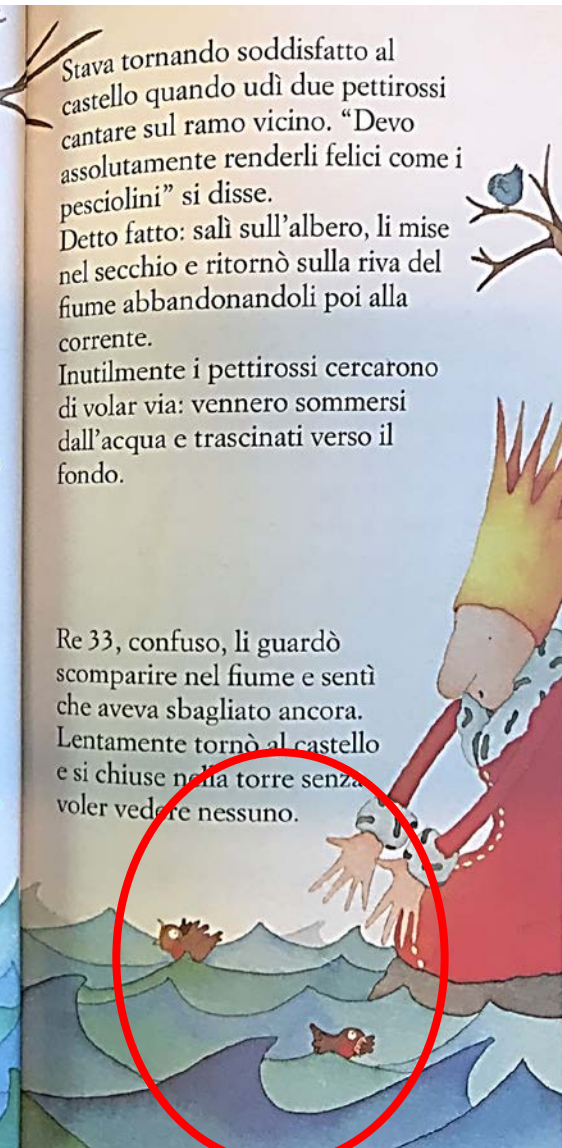 Stava tornando soddisfatto al
castello quando udì due pettirossi
cantare sul ramo vicino. “Devo
assolutamente renderli felici come i
pesciolini” si disse.
Detto fatto: salì sull’albero, li mise
nel secchio e ritornò sulla riva del
fiume abbandonandoli poi alla
corrente.
Inutilmente i pettirossi cercarono
di volar via: vennero sommersi
dall’acqua e trascinati verso il
fondo.
Re 33, confuso, li guardò
scomparire nel fiume e sentì
che aveva sbagliato ancora.
Lentamente tornò al castello
e si chiuse nella torre senza
voler vedere nessuno.